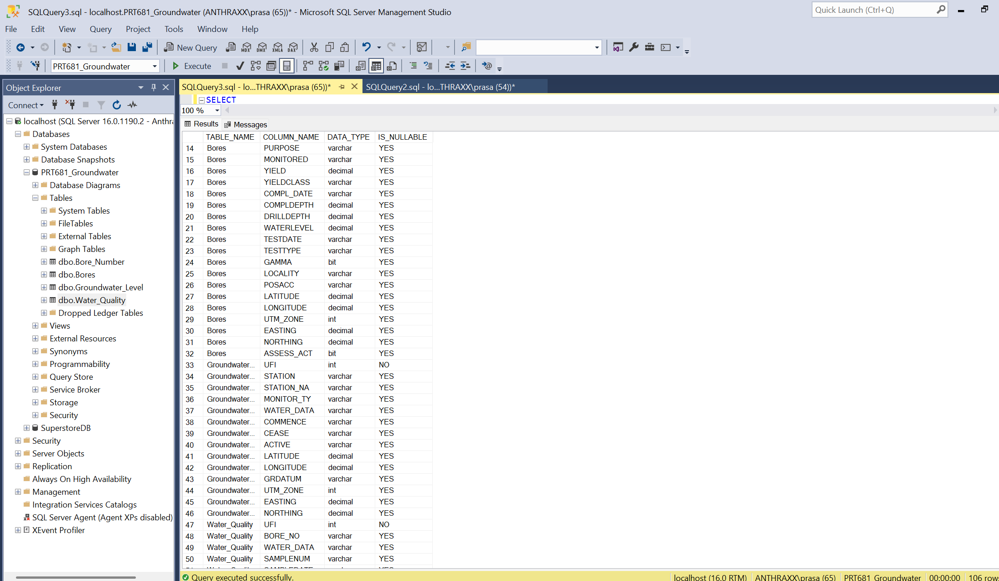 SQLQuery3.sql - localhost.PRT681_Groundwater (ANTHRAXX\prasa (65))* - Microsoft SQL Server Management Studio
Quick Launch (Ctrl+Q)
File Edit View Query Project Tools Window Help
New Query MDX DMX XMLA DAX
PRT681_Groundwater Execute
Object Explorer
Connect
localhost (SQL Server 16.0.1190.2 - Anthra
Databases
System Databases
Database Snapshots
PRT681_Groundwater
Database Diagrams
Tables
System Tables
FileTables
External Tables
Graph Tables
dbo.Bore_Number
dbo.Bores
dbo.Groundwater_Level
dbo.Water_Quality
Dropped Ledger Tables
Views
External Resources
Synonyms
Programmability
Query Store
Service Broker
Storage
Security
SuperstoreDB
Security
Server Objects
Replication
Always On High Availability
Management
Integration Services Catalogs
SQL Server Agent (Agent XPs disabled)
XEvent Profiler
SQLQuery3.sql - lo...THRAXX\prasa (65))* SQLQuery2.sql - lo...THRAXX\prasa (54))*
SELECT
100 %
Results Messages
TABLE_NAME COLUMN_NAME DATA_TYPE IS_NULLABLE
14 Bores PURPOSE varchar YES
15 Bores MONITORED varchar YES
16 Bores YIELD decimal YES
17 Bores YIELDCLASS varchar YES
18 Bores COMPL_DATE varchar YES
19 Bores COMPLDEPTH decimal YES
20 Bores DRILLDEPTH decimal YES
21 Bores WATERLEVEL decimal YES
22 Bores TESTDATE varchar YES
23 Bores TESTTYPE varchar YES
24 Bores GAMMA bit YES
25 Bores LOCALITY varchar YES
26 Bores POSACC varchar YES
27 Bores LATITUDE decimal YES
28 Bores LONGITUDE decimal YES
29 Bores UTM_ZONE int YES
30 Bores EASTING decimal YES
31 Bores NORTHING decimal YES
32 Bores ASSESS_ACT bit YES
33 Groundwater... UFI int NO
34 Groundwater... STATION varchar YES
35 Groundwater... STATION_NA varchar YES
36 Groundwater... MONITOR_TY varchar YES
37 Groundwater... WATER_DATA varchar YES
38 Groundwater... COMMENCE varchar YES
39 Groundwater... CEASE varchar YES
40 Groundwater... ACTIVE varchar YES
41 Groundwater... LATITUDE decimal YES
42 Groundwater... LONGITUDE decimal YES
43 Groundwater... GRDATUM varchar YES
44 Groundwater... UTM_ZONE int YES
45 Groundwater... EASTING decimal YES
46 Groundwater... NORTHING decimal YES
47 Water_Quality UFI int NO
48 Water_Quality BORE_NO varchar YES
49 Water_Quality WATER_DATA varchar YES
50 Water_Quality SAMPLENUM varchar YES
Query executed successfully. localhost (16.0 RTM) ANTHRAXX\prasa (65) PRT681_Groundwater 00:00:00 106 rows